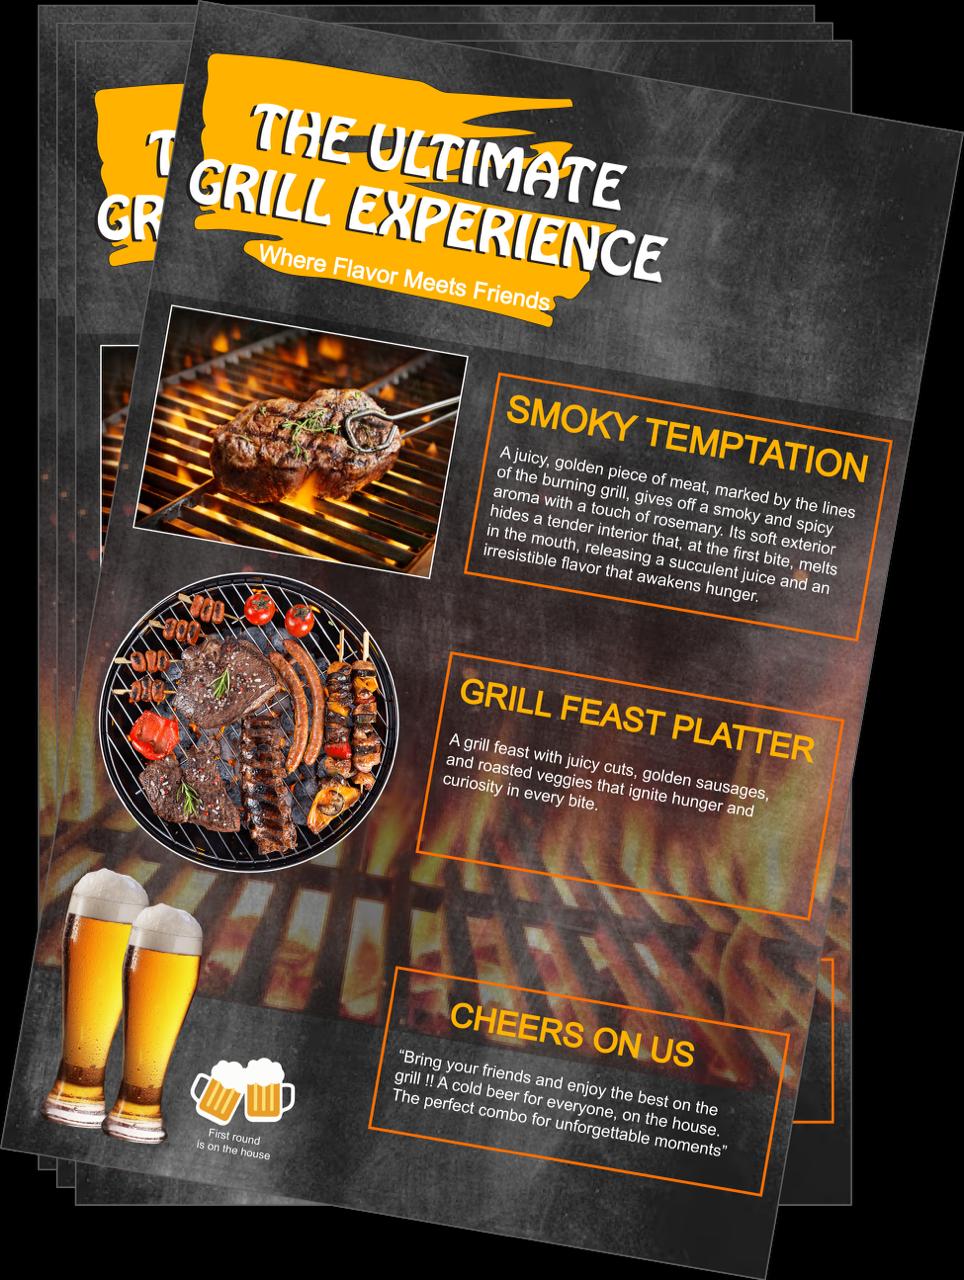 THE ULTIMATE
GRILL EXPERIENCE
Where Flavor Meets Friends
T
GR
SMOKY TEMPTATION
A juicy, golden piece of meat, marked by the lines
of the burning grill, gives off a smoky and spicy
aroma with a touch of rosemary. Its soft exterior
hides a tender interior that, at the first bite, melts
in the mouth, releasing a succulent juice and an
irresistible flavor that awakens hunger.
GRILL FEAST PLATTER
A grill feast with juicy cuts, golden sausages,
and roasted veggies that ignite hunger and
curiosity in every bite.
CHEERS ON US
“Bring your friends and enjoy the best on the
grill !! A cold beer for everyone, on the house.
The perfect combo for unforgettable moments”
First round
is on the house